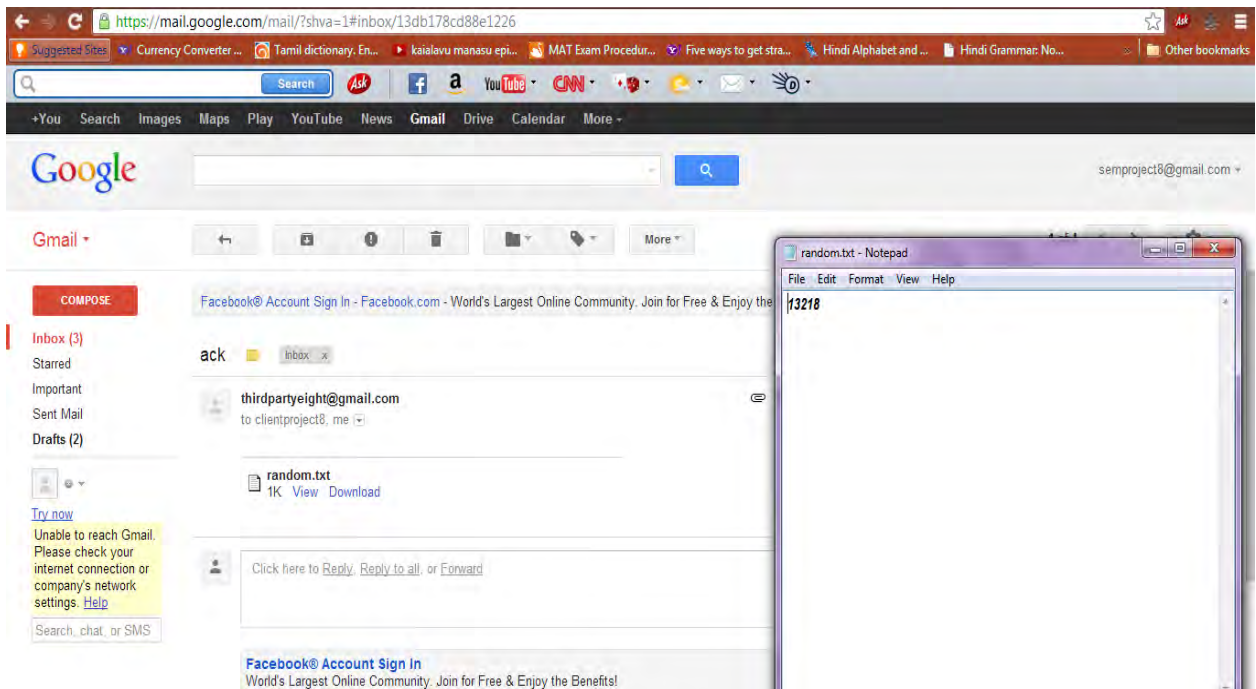 https://mail.google.com/mail/?shva=1#inbox/13db178cd88e1226
Suggested Sites Currency Converter ... Tamil dictionary. En... kaialavu manasu epi... MAT Exam Procedur... Five ways to get stra... Hindi Alphabet and ... Hindi Grammar: No... » Other bookmarks
Search Ask a YouTube CNN
+You Search Images Maps Play YouTube News Gmail Drive Calendar More
Google semproject8@gmail.com
Gmail More
COMPOSE
Facebook® Account Sign In - Facebook.com - World's Largest Online Community. Join for Free & Enjoy the
Inbox (3)
Starred
Important
Sent Mail
Drafts (2)
Try now
Unable to reach Gmail.
Please check your
internet connection or
company's network
settings. Help
Search, chat, or SMS
ack Inbox x
thirdpartyeight@gmail.com
to clientproject8, me
random.txt
1K View Download
Click here to Reply, Reply to all, or Forward
Facebook® Account Sign In
World's Largest Online Community. Join for Free & Enjoy the Benefits!
random.txt - Notepad
File Edit Format View Help
13218